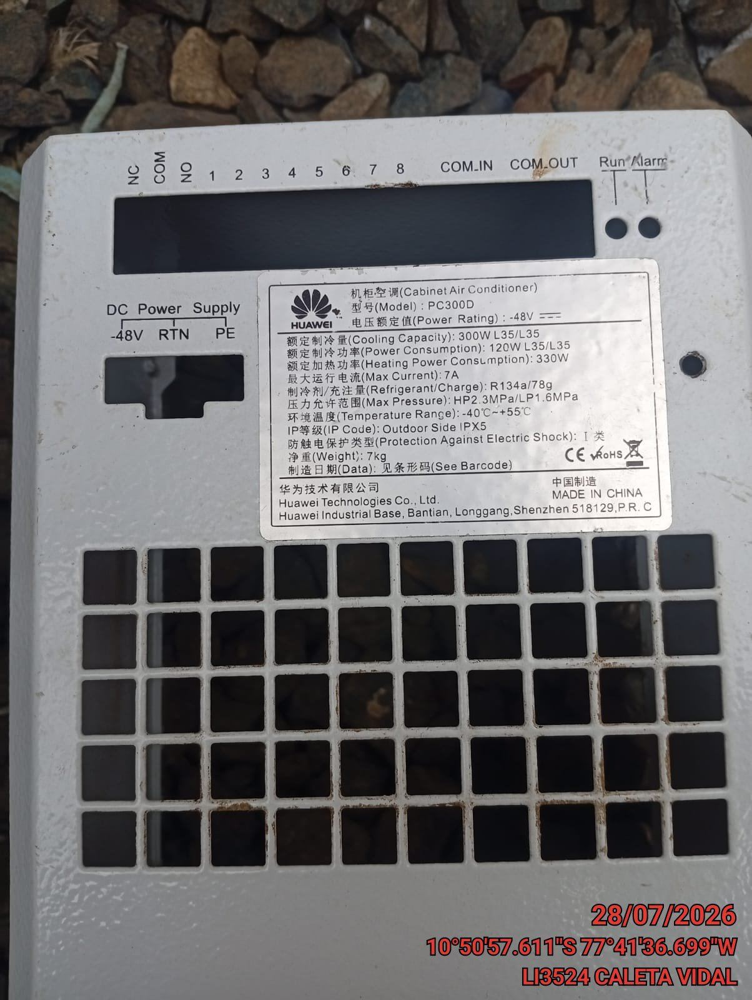 NC COM NO 1 2 3 4 5 6 7 8 COM_IN COM_OUT Run Alarm
DC Power Supply
-48V RTN PE
HUAWEI
机柜空调(Cabinet Air Conditioner)
型号(Model) : PC300D
电压额定值(Power Rating) : -48V
额定制冷量(Cooling Capacity): 300W L35/L35
额定制冷功率(Power Consumption): 120W L35/L35
额定加热功率(Heating Power Consumption): 330W
最大运行电流(Max Current): 7A
制冷剂/充注量(Refrigerant/Charge): R134a/78g
压力允许范围(Max Pressure): HP2.3MPa/LP1.6MPa
环境温度(Temperature Range): -40℃~+55℃
IP等级(IP Code): Outdoor Side IPX5
防触电保护类型(Protection Against Electric Shock): I 类
净重(Weight): 7kg
CE RoHS
制造日期(Data): 见条形码(See Barcode)
华为技术有限公司
中国制造
Huawei Technologies Co., Ltd.
MADE IN CHINA
Huawei Industrial Base, Bantian, Longgang,Shenzhen 518129,P.R. C
28/07/2026
10°50'57.611"S 77°41'36.699"W
LI3524 CALETA VIDAL